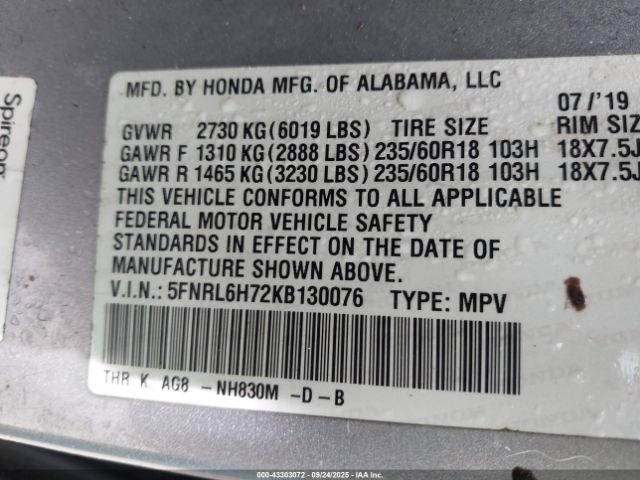 Spireon
MFD. BY HONDA MFG. OF ALABAMA, LLC
07 /'19
GVWR 2730 KG(6019 LBS) TIRE SIZE RIM SIZ
GAWR F 1310 KG(2888 LBS)235/60R18 103H 18X7.5J
GAWR R 1465 KG(3230 LBS)235/60R18 103H 18X7.5J
THIS VEHICLE CONFORMS TO ALL APPLICABLE
FEDERAL MOTOR VEHICLE SAFETY
STANDARDS IN EFFECT ON THE DATE OF
MANUFACTURE SHOWN ABOVE.
V.I.N.: 5FNRL6H72KB130076 TYPE: MPV
THR K AG8 -NH830M -D -B
000-43303072 - 09/24/2025 - IAA Inc.